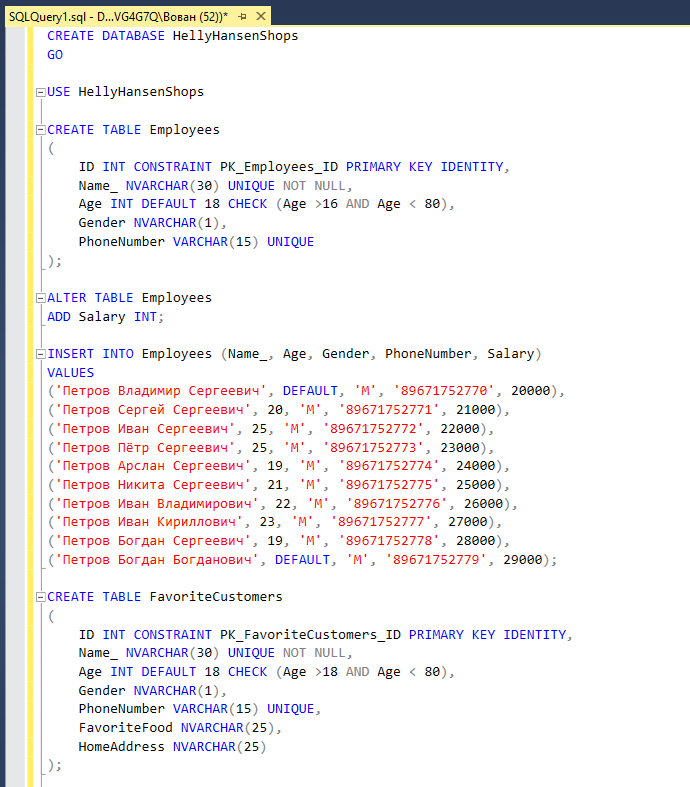 SQLQuery1.sql - D...VG4G7Q\Вован (52))*
CREATE DATABASE HellyHansenShops
GO
USE HellyHansenShops
CREATE TABLE Employees
(
ID INT CONSTRAINT PK_Employees_ID PRIMARY KEY IDENTITY,
Name_ NVARCHAR(30) UNIQUE NOT NULL,
Age INT DEFAULT 18 CHECK (Age >16 AND Age < 80),
Gender NVARCHAR(1),
PhoneNumber VARCHAR(15) UNIQUE
);
ALTER TABLE Employees
ADD Salary INT;
INSERT INTO Employees (Name_, Age, Gender, PhoneNumber, Salary)
VALUES
('Петров Владимир Сергеевич', DEFAULT, 'М', '89671752770', 20000),
('Петров Сергей Сергеевич', 20, 'М', '89671752771', 21000),
('Петров Иван Сергеевич', 25, 'М', '89671752772', 22000),
('Петров Пётр Сергеевич', 25, 'М', '89671752773', 23000),
('Петров Арслан Сергеевич', 19, 'М', '89671752774', 24000),
('Петров Никита Сергеевич', 21, 'М', '89671752775', 25000),
('Петров Иван Владимирович', 22, 'М', '89671752776', 26000),
('Петров Иван Кириллович', 23, 'М', '89671752777', 27000),
('Петров Богдан Сергеевич', 19, 'М', '89671752778', 28000),
('Петров Богдан Богданович', DEFAULT, 'М', '89671752779', 29000);
CREATE TABLE FavoriteCustomers
(
ID INT CONSTRAINT PK_FavoriteCustomers_ID PRIMARY KEY IDENTITY,
Name_ NVARCHAR(30) UNIQUE NOT NULL,
Age INT DEFAULT 18 CHECK (Age >18 AND Age < 80),
Gender NVARCHAR(1),
PhoneNumber VARCHAR(15) UNIQUE,
FavoriteFood NVARCHAR(25),
HomeAddress NVARCHAR(25)
);